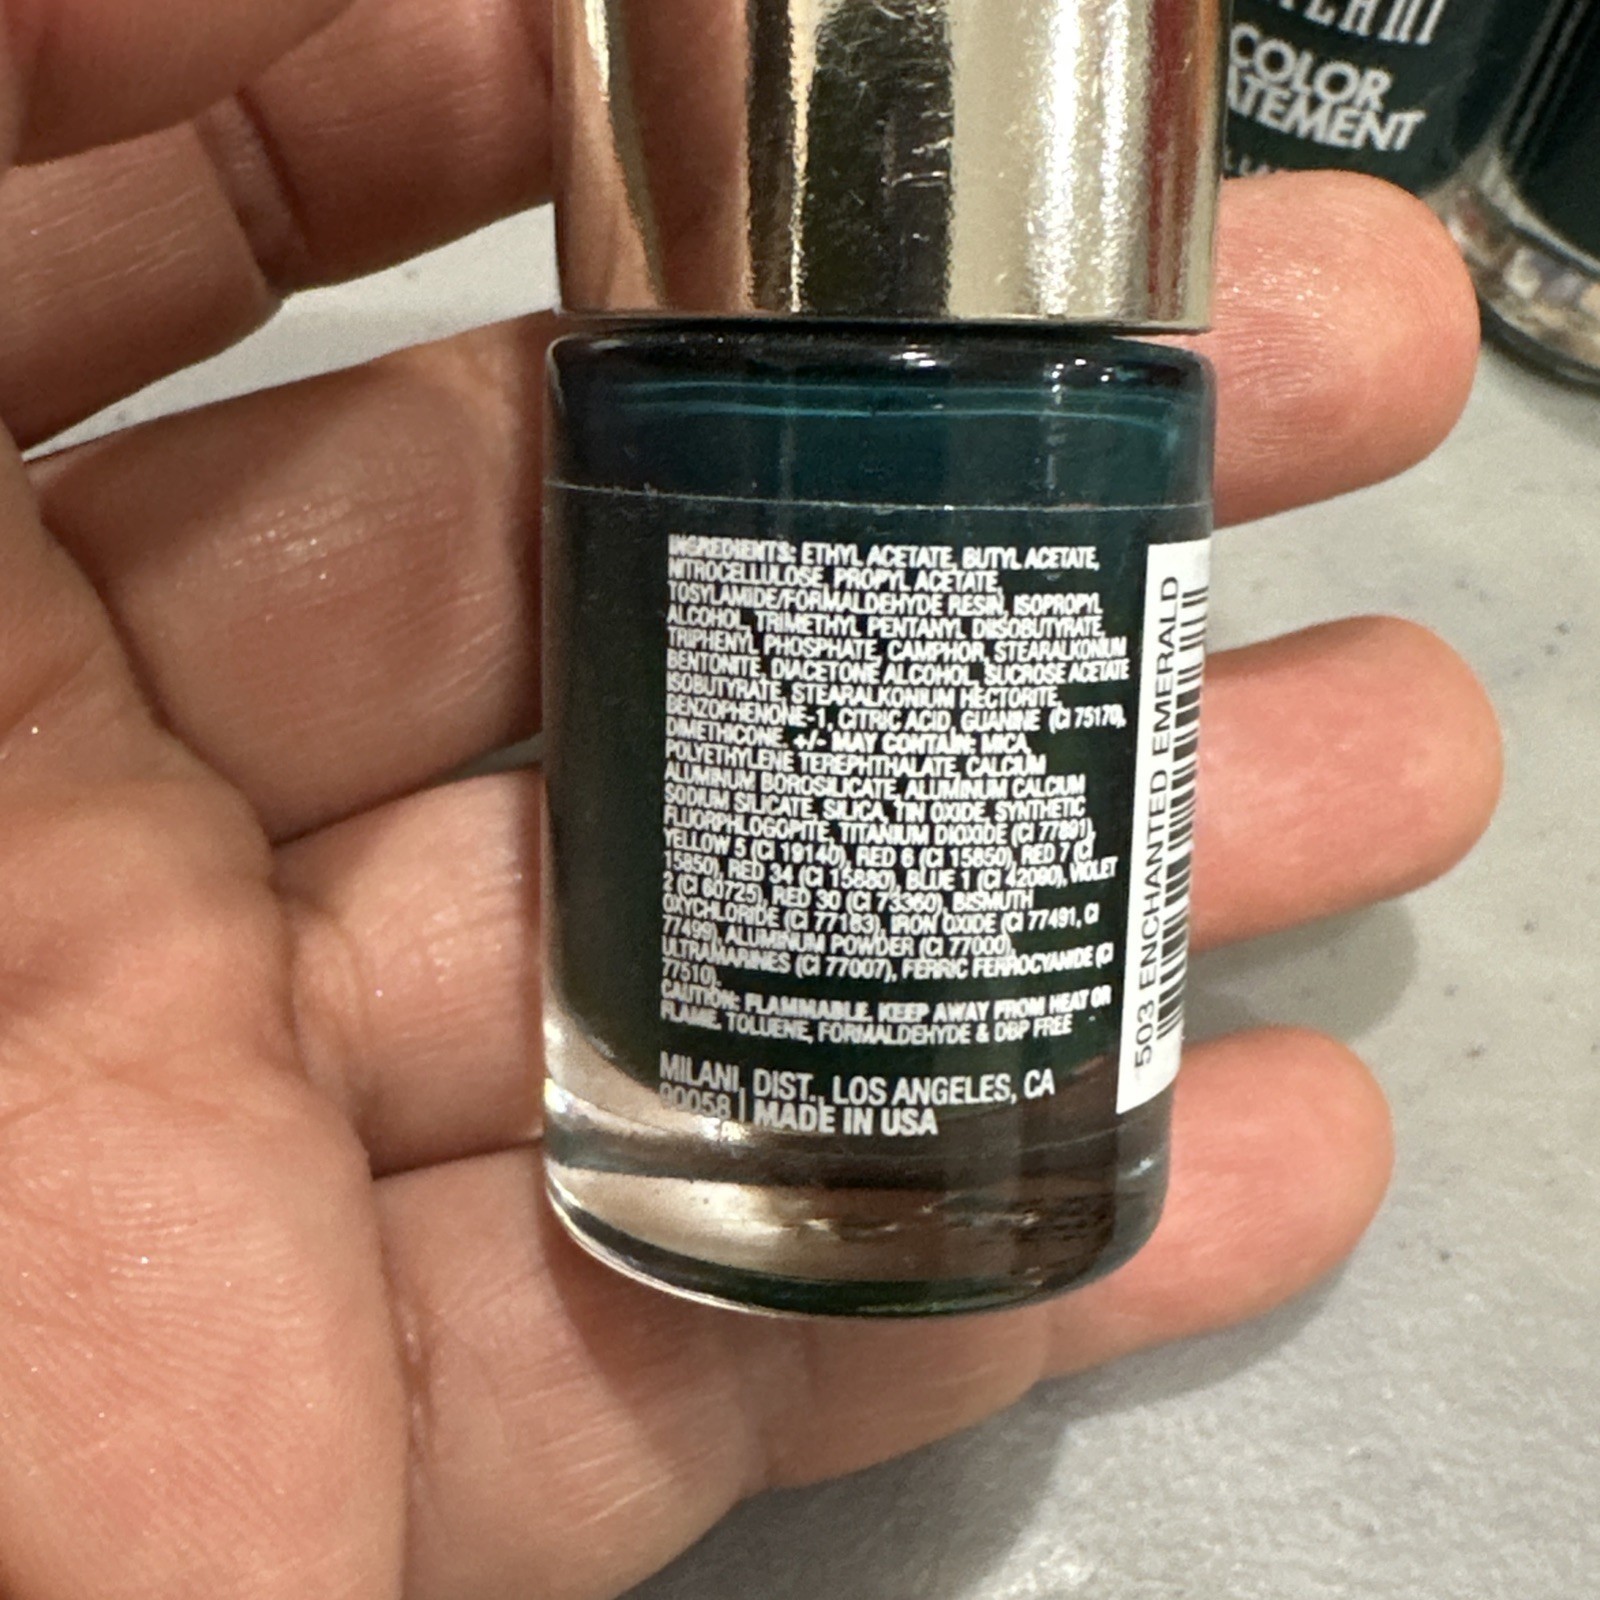 COLOR
INGREDIENTS: ETHYL ACETATE, BUTYL ACETATE,
NITROCELLULOSE, PROPYL ACETATE,
TOSYLAMIDE/FORMALDEHYDE RESIN, ISOPROPYL
ALCOHOL, TRIMETHYL PENTANYL DIISOBUTYRATE,
TRIPHENYL PHOSPHATE, CAMPHOR, STEARALKONIUM
BENTONITE, DIACETONE ALCOHOL, SUCROSE ACETATE
ISOBUTYRATE, STEARALKONIUM HECTORITE,
BENZOPHENONE-1, CITRIC ACID, GUANINE (CI 75170),
DIMETHICONE. +/- MAY CONTAIN: MICA,
POLYETHYLENE TEREPHTHALATE, CALCIUM
ALUMINUM BOROSILICATE, ALUMINUM CALCIUM
SODIUM SILICATE, SILICA, TIN OXIDE, SYNTHETIC
FLUORPHLOGOPITE, TITANIUM DIOXIDE (CI 77891),
YELLOW 5 (CI 19140), RED 6 (CI 15850), RED 7 (CI
15850), RED 34 (CI 15880), BLUE 1 (CI 42090), VIOLET
2 (CI 60725), RED 30 (CI 73360), BISMUTH
OXYCHLORIDE (CI 77163), IRON OXIDE (CI 77491, CI
77499), ALUMINUM POWDER (CI 77000),
ULTRAMARINES (CI 77007), FERRIC FERROCYANIDE (CI
77510).
CAUTION: FLAMMABLE. KEEP AWAY FROM HEAT OR
FLAME. TOLUENE, FORMALDEHYDE & DBP FREE
MILANI, DIST., LOS ANGELES, CA
90058 | MADE IN USA
503 ENCHANTED EMERALD